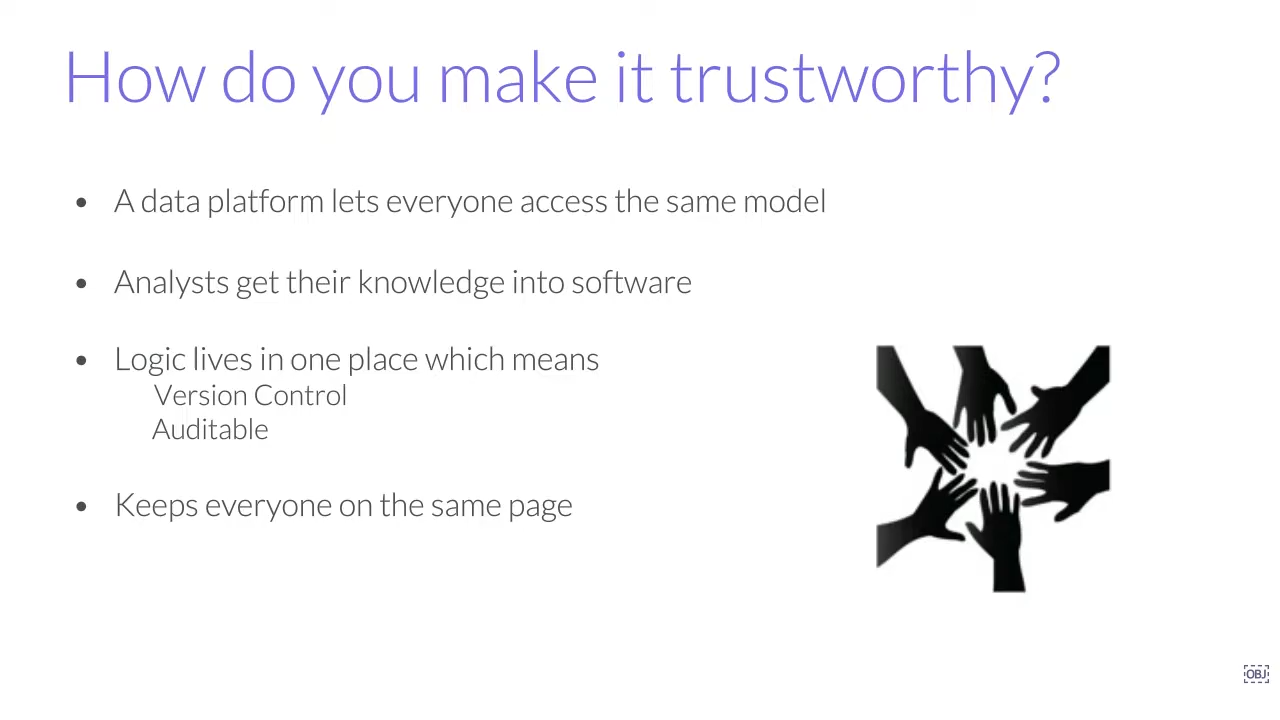 How do you make it trustworthy?
• A data platform lets everyone access the same model
• Analysts get their knowledge into software
• Logic lives in one place which means
Version Control
Auditable
• Keeps everyone on the same page
OBJ